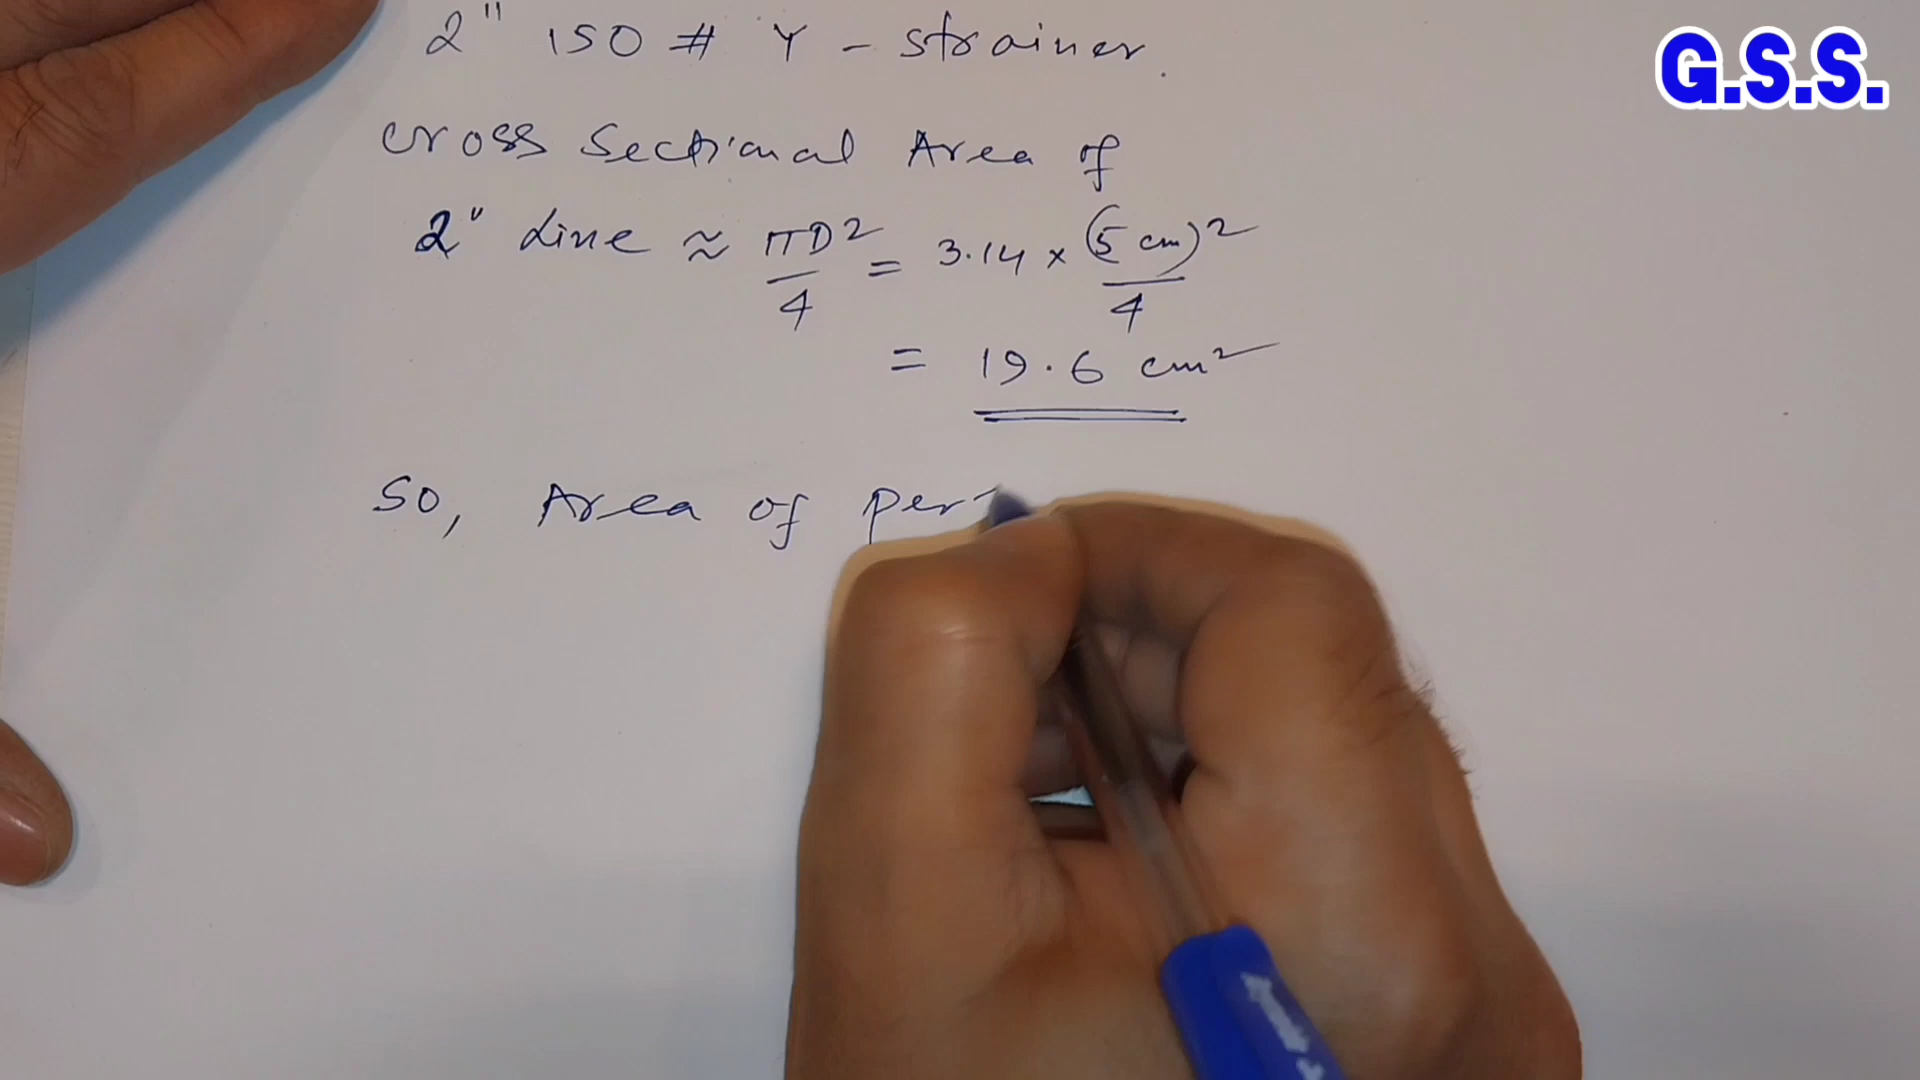 2" 150 # Y - strainer.
G.S.S.
Cross Sectional Area of
2" Line ≈ πD²/4 = 3.14 × (5 cm)²/4
= 19.6 cm²
So, Area of per